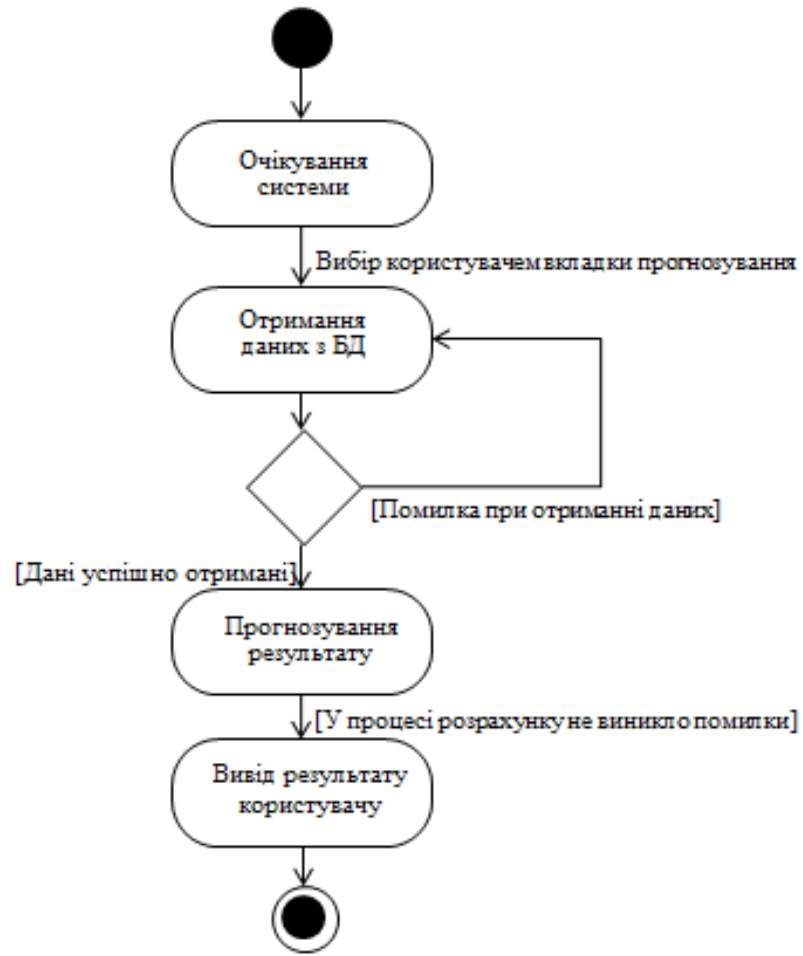 Очікування
системи
Вибір користувачем вкладки прогнозування
Отримання
даних з БД
[Помилка при отриманні даних]
[Дані успішно отримані]
Прогнозування
результату
[У процесі розрахунку не виникло помилки]
Вивід результату
користувачу